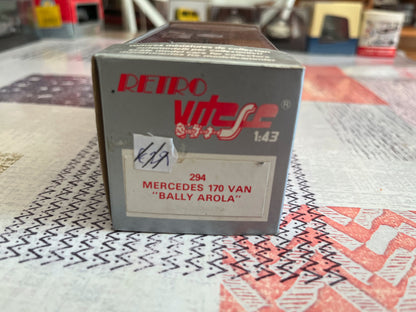 RETRO
Vitesse ®
1:43
294
MERCEDES 170 VAN
"BALLY AROLA"